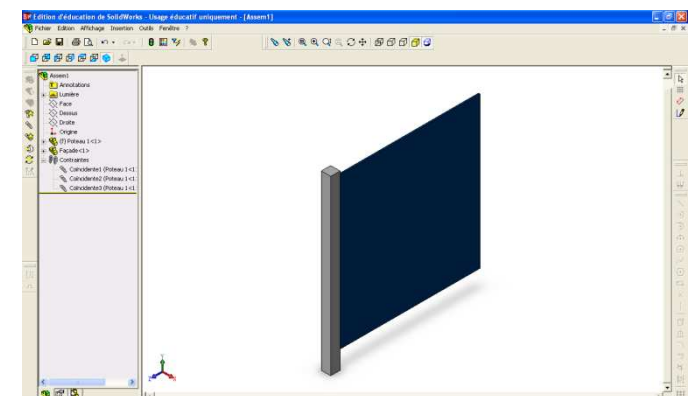 Edition d'éducation de SolidWorks - Usage éducatif uniquement - [Assem1]
Fichier Edition Affichage Insertion Outils Fenêtre ?
Assem1
Annotations
Lumière
Face
Dessus
Droite
Origine
(f) Poteau 1<1>
Façade<1>
Contraintes
Coïncidente1 (Poteau 1<1
Coïncidente2 (Poteau 1<1
Coïncidente3 (Poteau 1<1